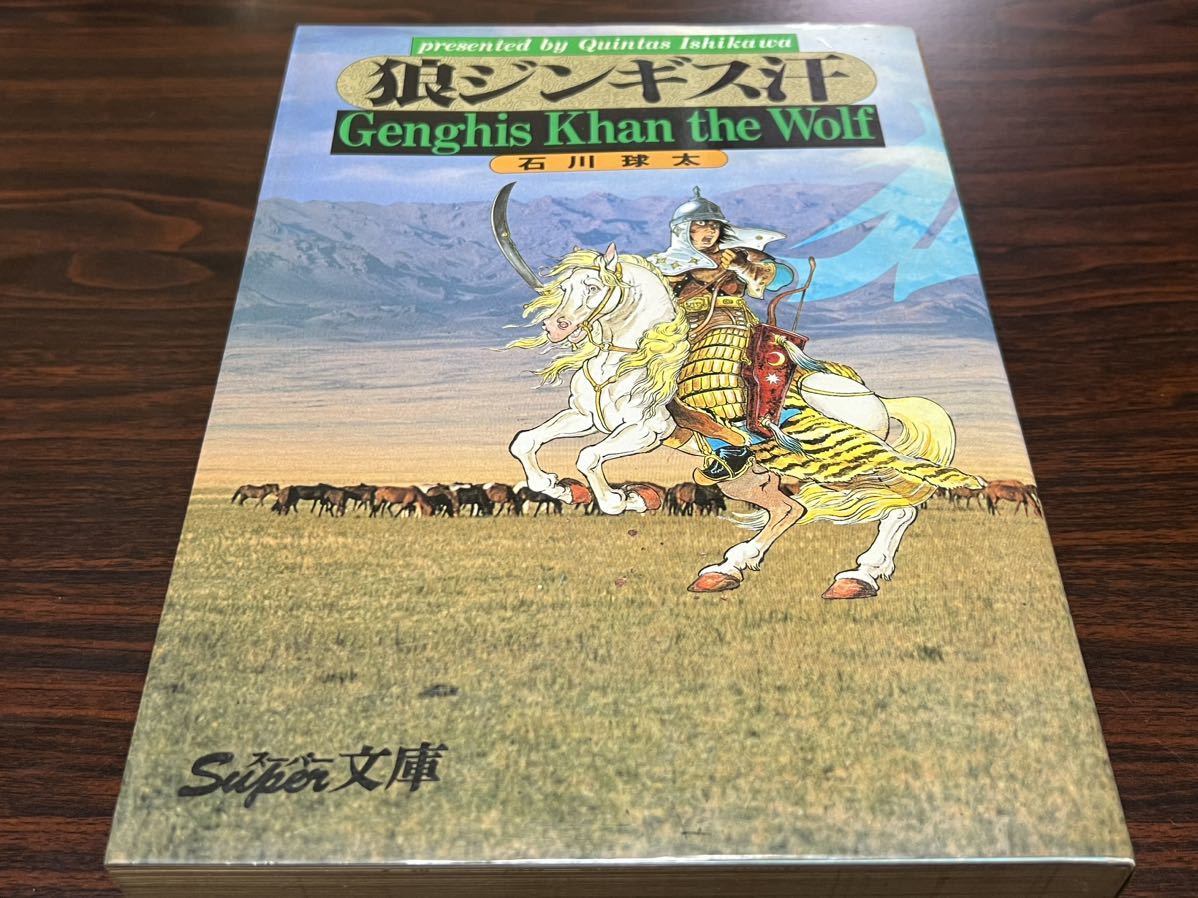 presented by Quintas Ishikawa
狼ジンギス汗
Genghis Khan the Wolf
石川球太
スーパー
Super文庫